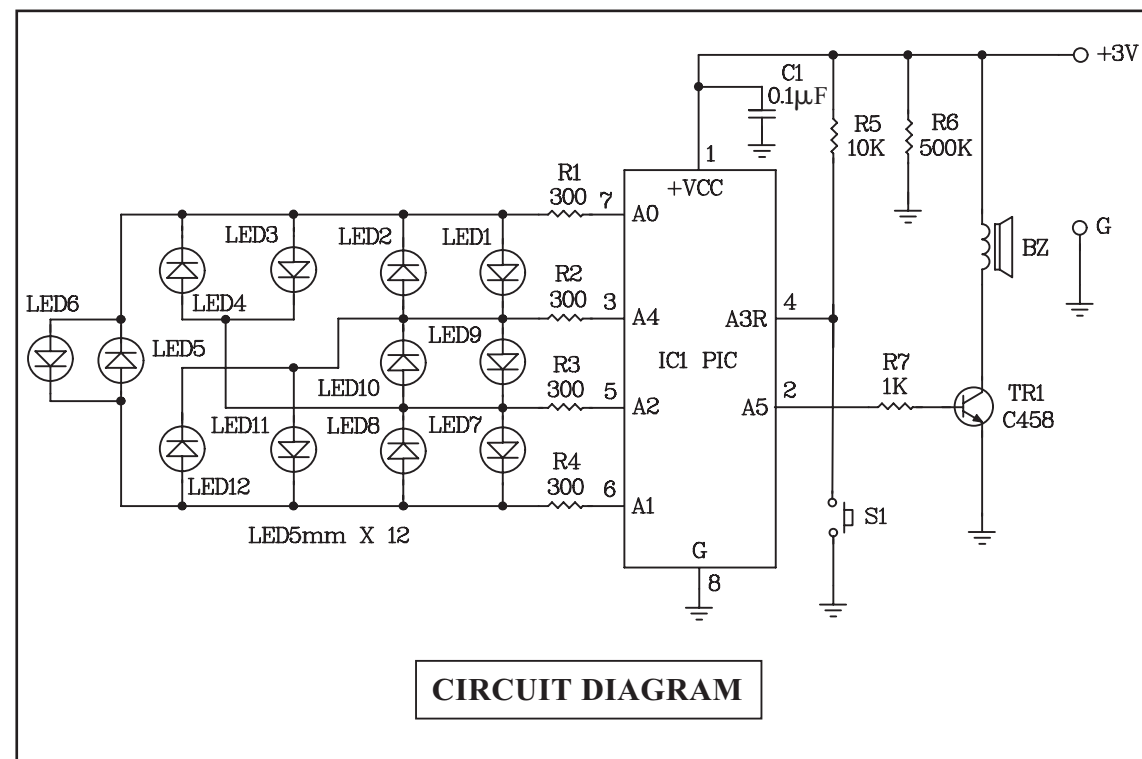 +3V
C1
0.1µF
R5
10K
R6
500K
1
+VCC
R1
300
7
A0
LED3
LED2
LED1
LED4
R2
300
3
A4
4
A3R
G
BZ
LED6
LED5
LED9
IC1 PIC
LED10
R3
300
5
A2
2
A5
R7
1K
TR1
C458
LED11
LED8
LED7
LED12
R4
300
6
A1
S1
LED5mm X 12
G
8
CIRCUIT DIAGRAM